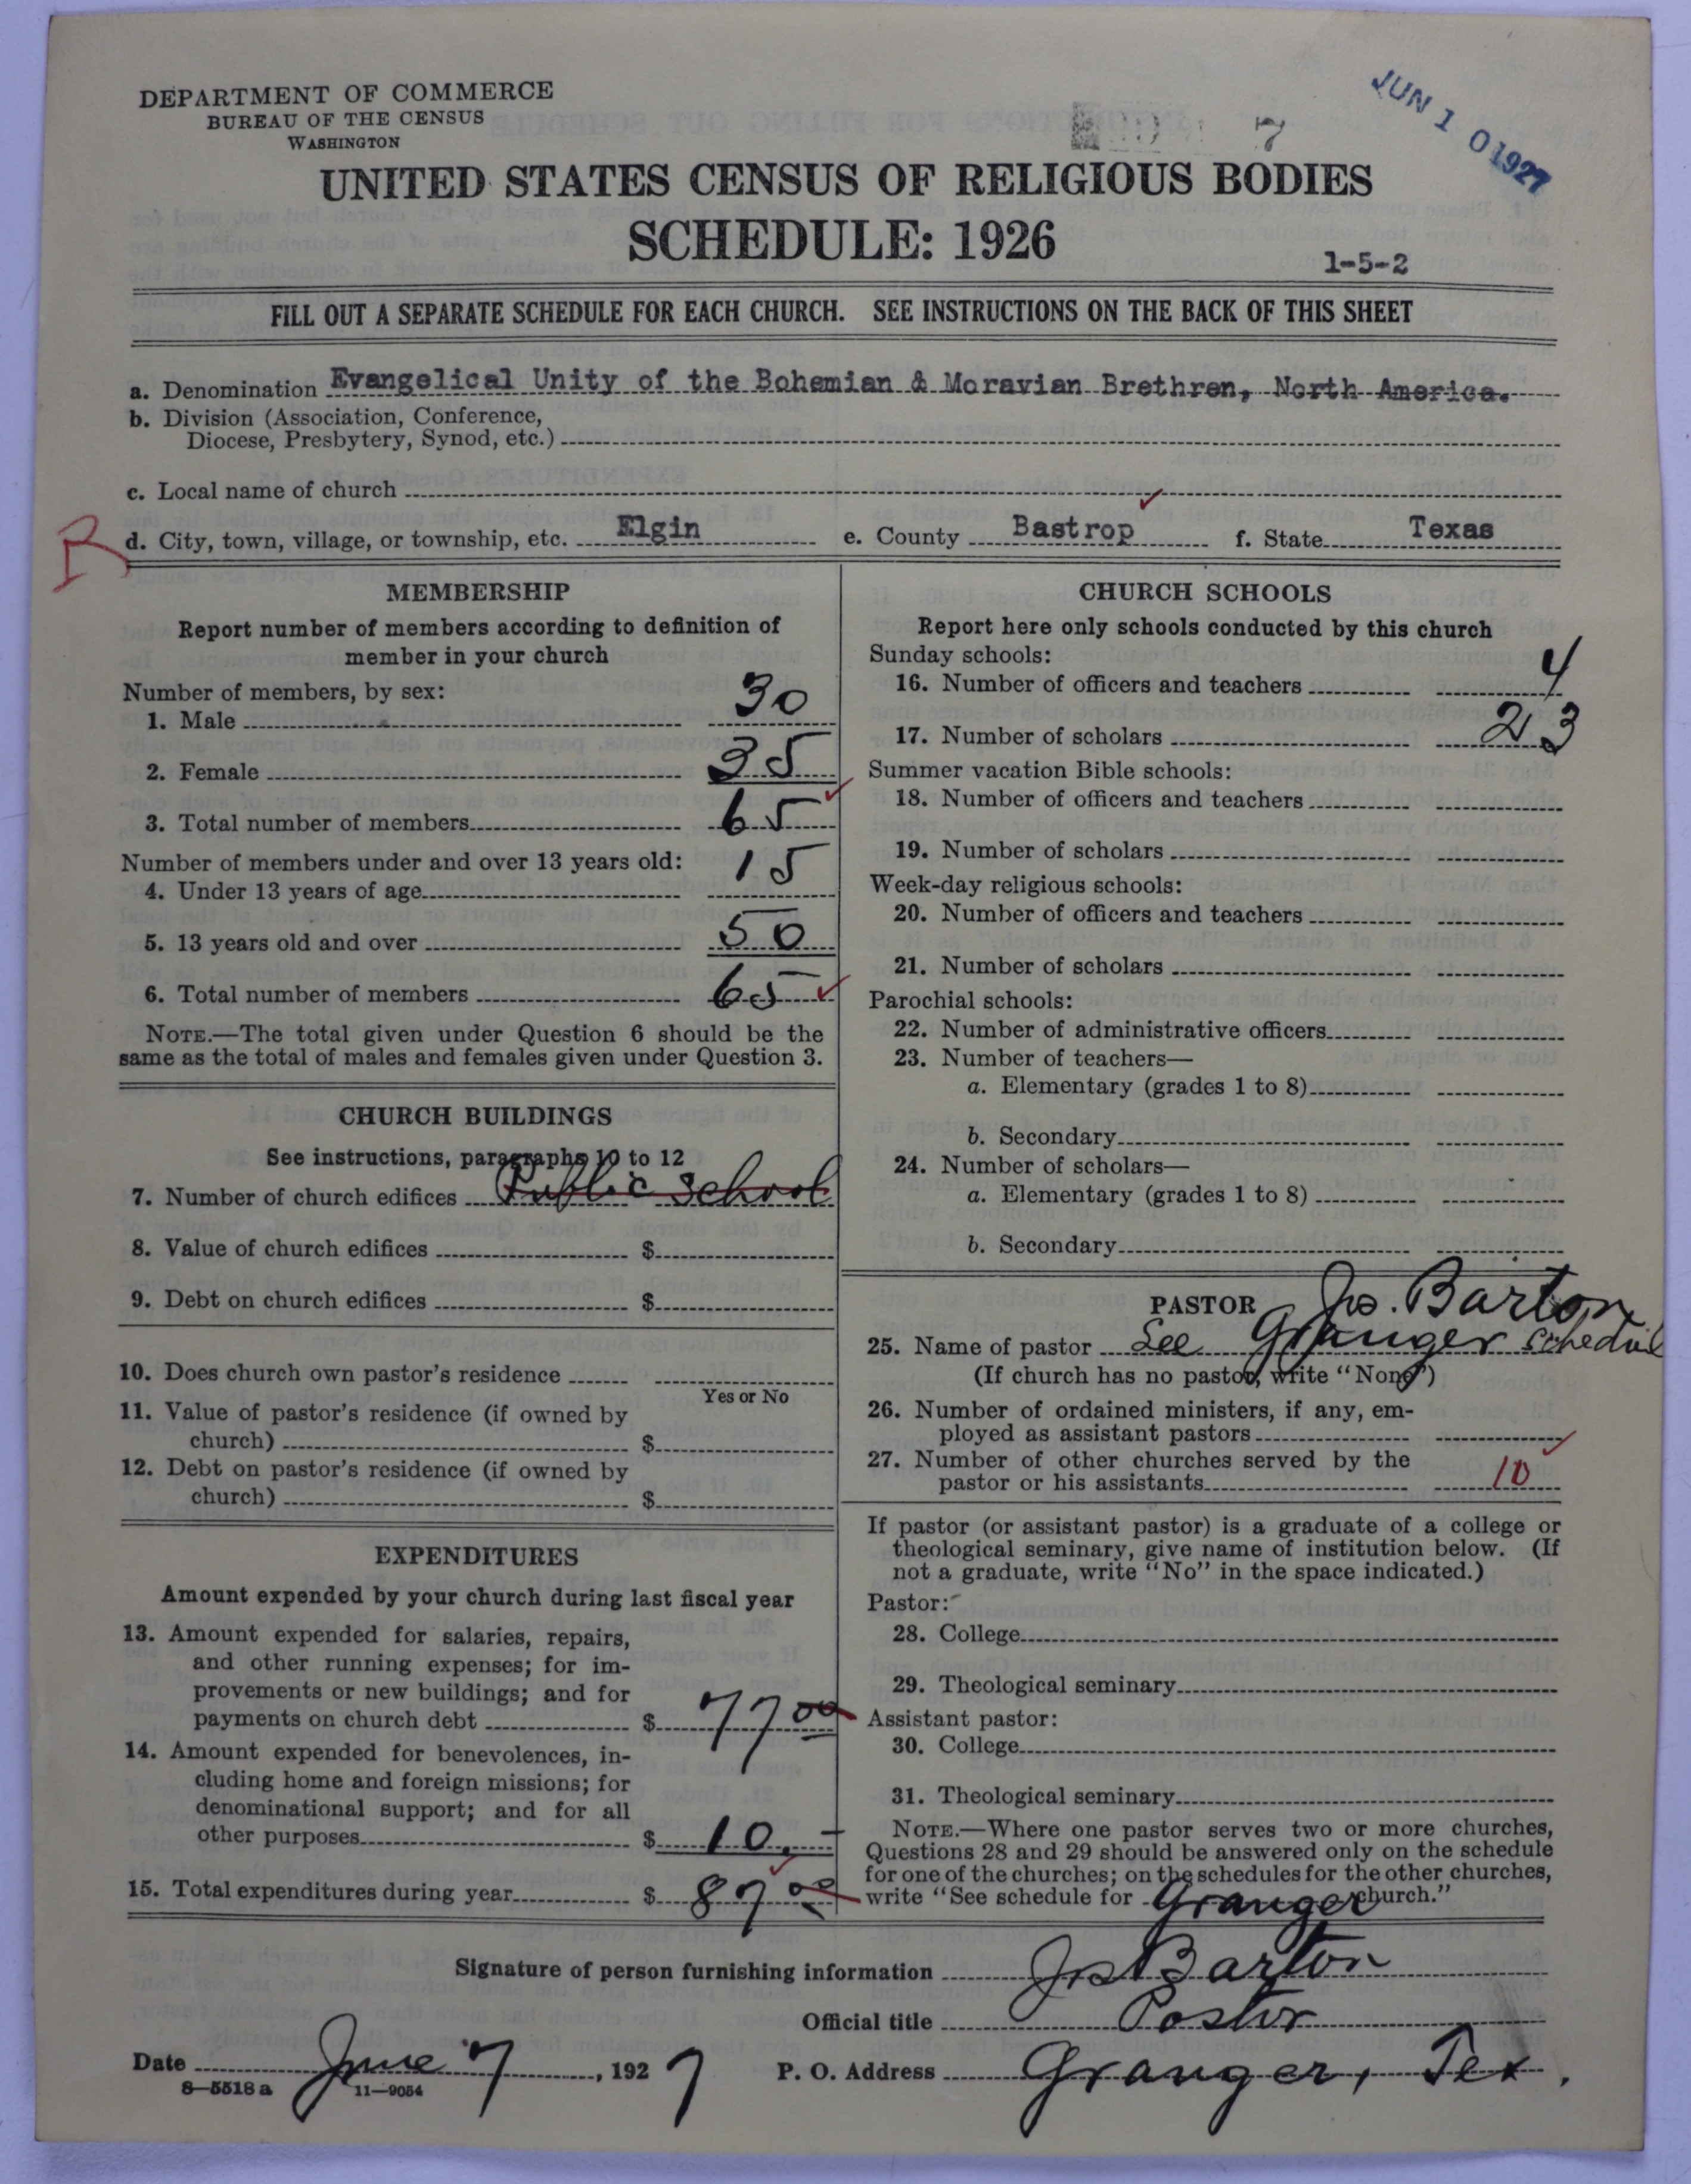 DEPARTMENT OF COMMERCE
BUREAU OF THE CENSUS
WASHINGTON
JUN 10 1927
7
UNITED STATES CENSUS OF RELIGIOUS BODIES
SCHEDULE: 1926
1-5-2
FILL OUT A SEPARATE SCHEDULE FOR EACH CHURCH. SEE INSTRUCTIONS ON THE BACK OF THIS SHEET
a. Denomination Evangelical Unity of the Bohemian & Moravian Brethren, North America.
b. Division (Association, Conference,
Diocese, Presbytery, Synod, etc.)
c. Local name of church
R
d. City, town, village, or township, etc. Elgin e. County Bastrop f. State Texas
MEMBERSHIP
Report number of members according to definition of
member in your church
Number of members, by sex:
1. Male 30
2. Female 35
3. Total number of members 65
Number of members under and over 13 years old:
4. Under 13 years of age 15
5. 13 years old and over 50
6. Total number of members 65
NOTE.—The total given under Question 6 should be the
same as the total of males and females given under Question 3.
CHURCH BUILDINGS
See instructions, paragraphs 10 to 12
7. Number of church edifices Public School
8. Value of church edifices $
9. Debt on church edifices $
10. Does church own pastor's residence
Yes or No
11. Value of pastor's residence (if owned by
church) $
12. Debt on pastor's residence (if owned by
church) $
EXPENDITURES
Amount expended by your church during last fiscal year
13. Amount expended for salaries, repairs,
and other running expenses; for im-
provements or new buildings; and for
payments on church debt $ 77 00
14. Amount expended for benevolences, in-
cluding home and foreign missions; for
denominational support; and for all
other purposes $ 10.-
15. Total expenditures during year $ 87 00
CHURCH SCHOOLS
Report here only schools conducted by this church
Sunday schools:
16. Number of officers and teachers 4
17. Number of scholars 23
Summer vacation Bible schools:
18. Number of officers and teachers
19. Number of scholars
Week-day religious schools:
20. Number of officers and teachers
21. Number of scholars
Parochial schools:
22. Number of administrative officers
23. Number of teachers—
a. Elementary (grades 1 to 8)
b. Secondary
24. Number of scholars—
a. Elementary (grades 1 to 8)
b. Secondary
PASTOR Jos. Barton
25. Name of pastor See Granger schedule
(If church has no pastor, write "None")
26. Number of ordained ministers, if any, em-
ployed as assistant pastors
27. Number of other churches served by the
pastor or his assistants 10
If pastor (or assistant pastor) is a graduate of a college or
theological seminary, give name of institution below. (If
not a graduate, write "No" in the space indicated.)
Pastor:
28. College
29. Theological seminary
Assistant pastor:
30. College
31. Theological seminary
NOTE.—Where one pastor serves two or more churches,
Questions 28 and 29 should be answered only on the schedule
for one of the churches; on the schedules for the other churches,
write "See schedule for Granger church."
Signature of person furnishing information Jos Barton
Official title Pastor
Date June 7, 1927 P. O. Address Granger, Tex.
8—5518 a 11—9054